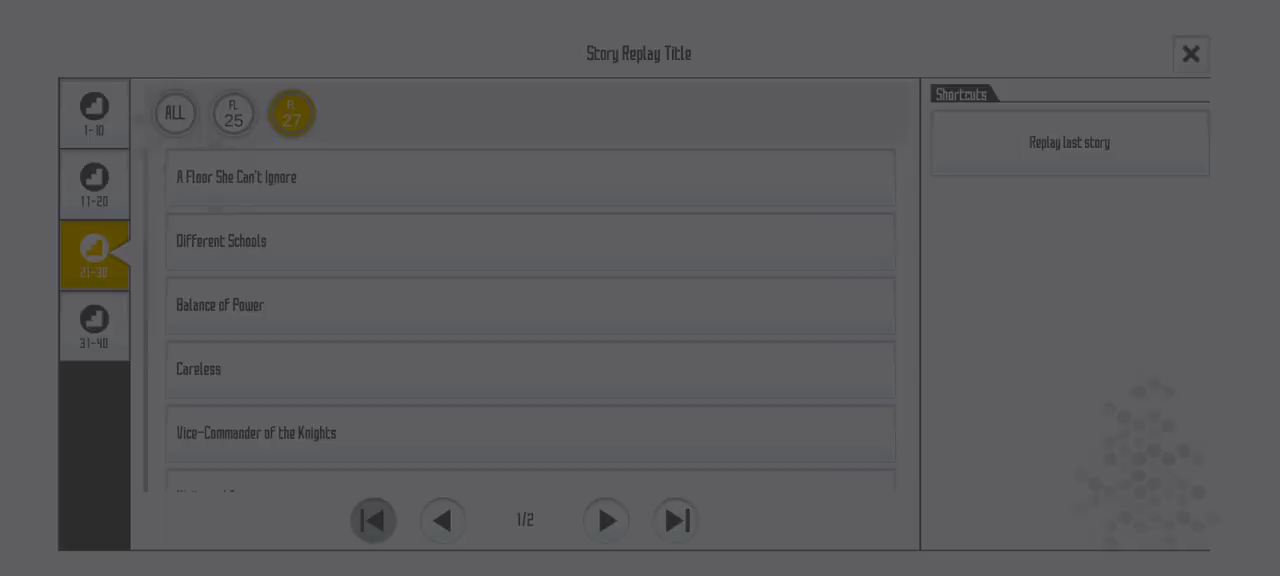 Story Replay Title
1-10
11-20
21-30
31-40
ALL
R.
25
R.
27
A Floor She Can't Ignore
Different Schools
Balance of Power
Careless
Vice-Commander of the Knights
1/2
Shortcuts
Replay last story